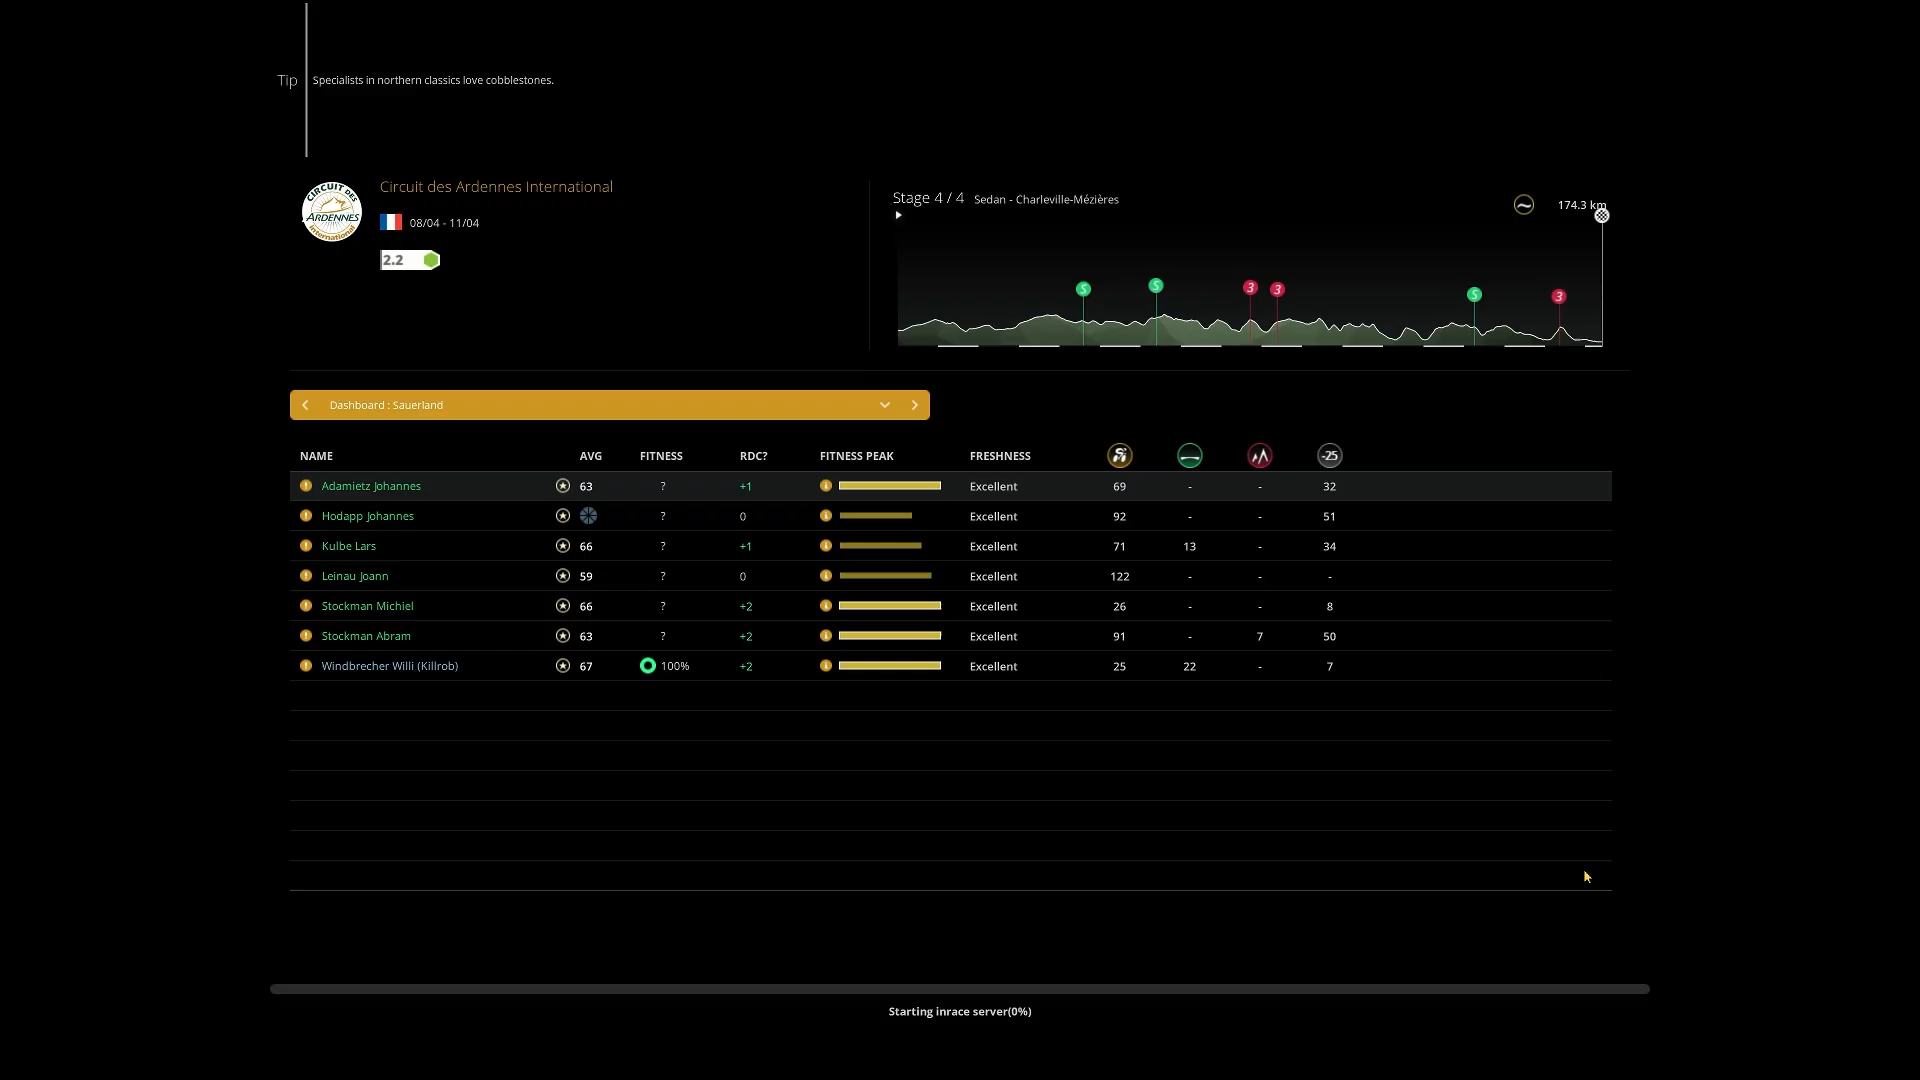 Tip
Specialists in northern classics love cobblestones.
CIRCUIT DES
ARDENNES
International
Circuit des Ardennes International
08/04 - 11/04
2.2
Stage 4 / 4 Sedan - Charleville-Mézières
174.3 km
S S 3 3 S 3
Dashboard : Sauerland
NAME AVG FITNESS RDC? FITNESS PEAK FRESHNESS -25
Adamietz Johannes 63 ? +1 Excellent 69 - - 32
Hodapp Johannes ? 0 Excellent 92 - - 51
Kulbe Lars 66 ? +1 Excellent 71 13 - 34
Leinau Joann 59 ? 0 Excellent 122 - - -
Stockman Michiel 66 ? +2 Excellent 26 - - 8
Stockman Abram 63 ? +2 Excellent 91 - 7 50
Windbrecher Willi (Killrob) 67 100% +2 Excellent 25 22 - 7
Starting inrace server(0%)